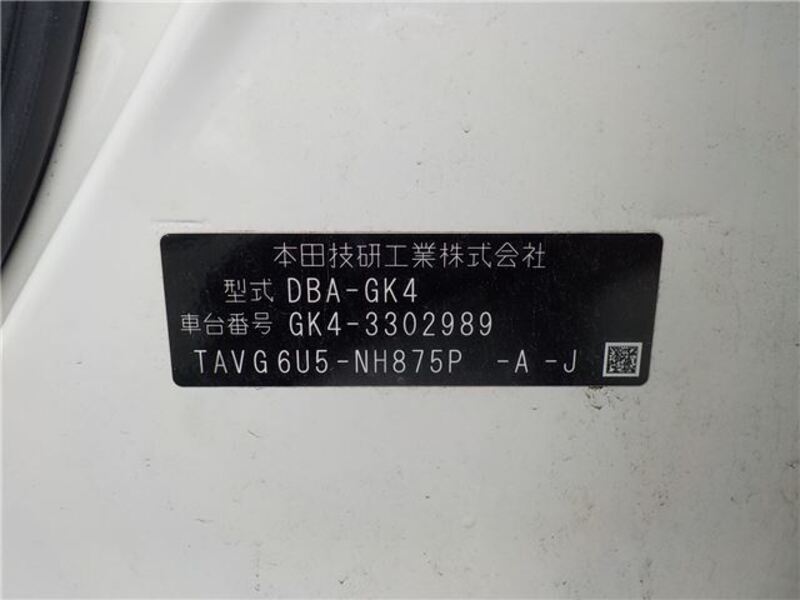 本田技研工業株式会社
型式 DBA-GK4
車台番号 GK4-3302989
TAVG6U5-NH875P -A -J